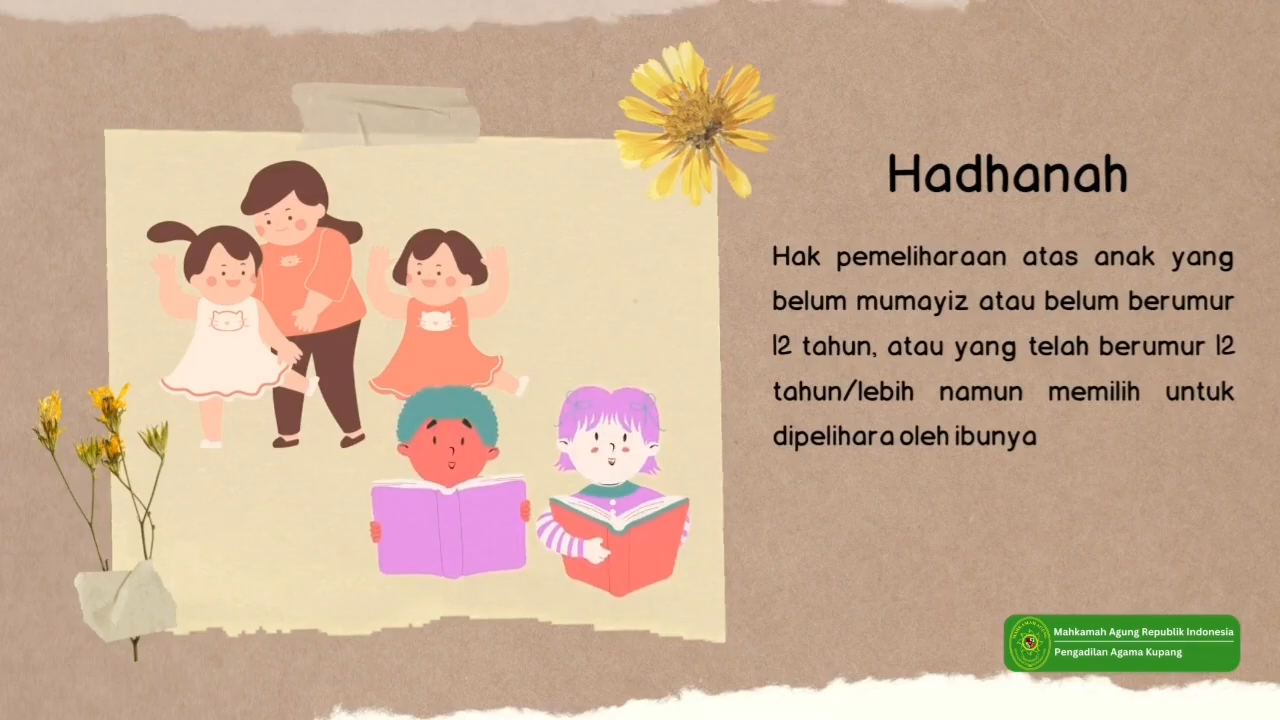 Hadhanah
Hak pemeliharaan atas anak yang
belum mumayiz atau belum berumur
12 tahun, atau yang telah berumur 12
tahun/lebih namun memilih untuk
dipelihara oleh ibunya
Mahkamah Agung Republik Indonesia
Pengadilan Agama Kupang